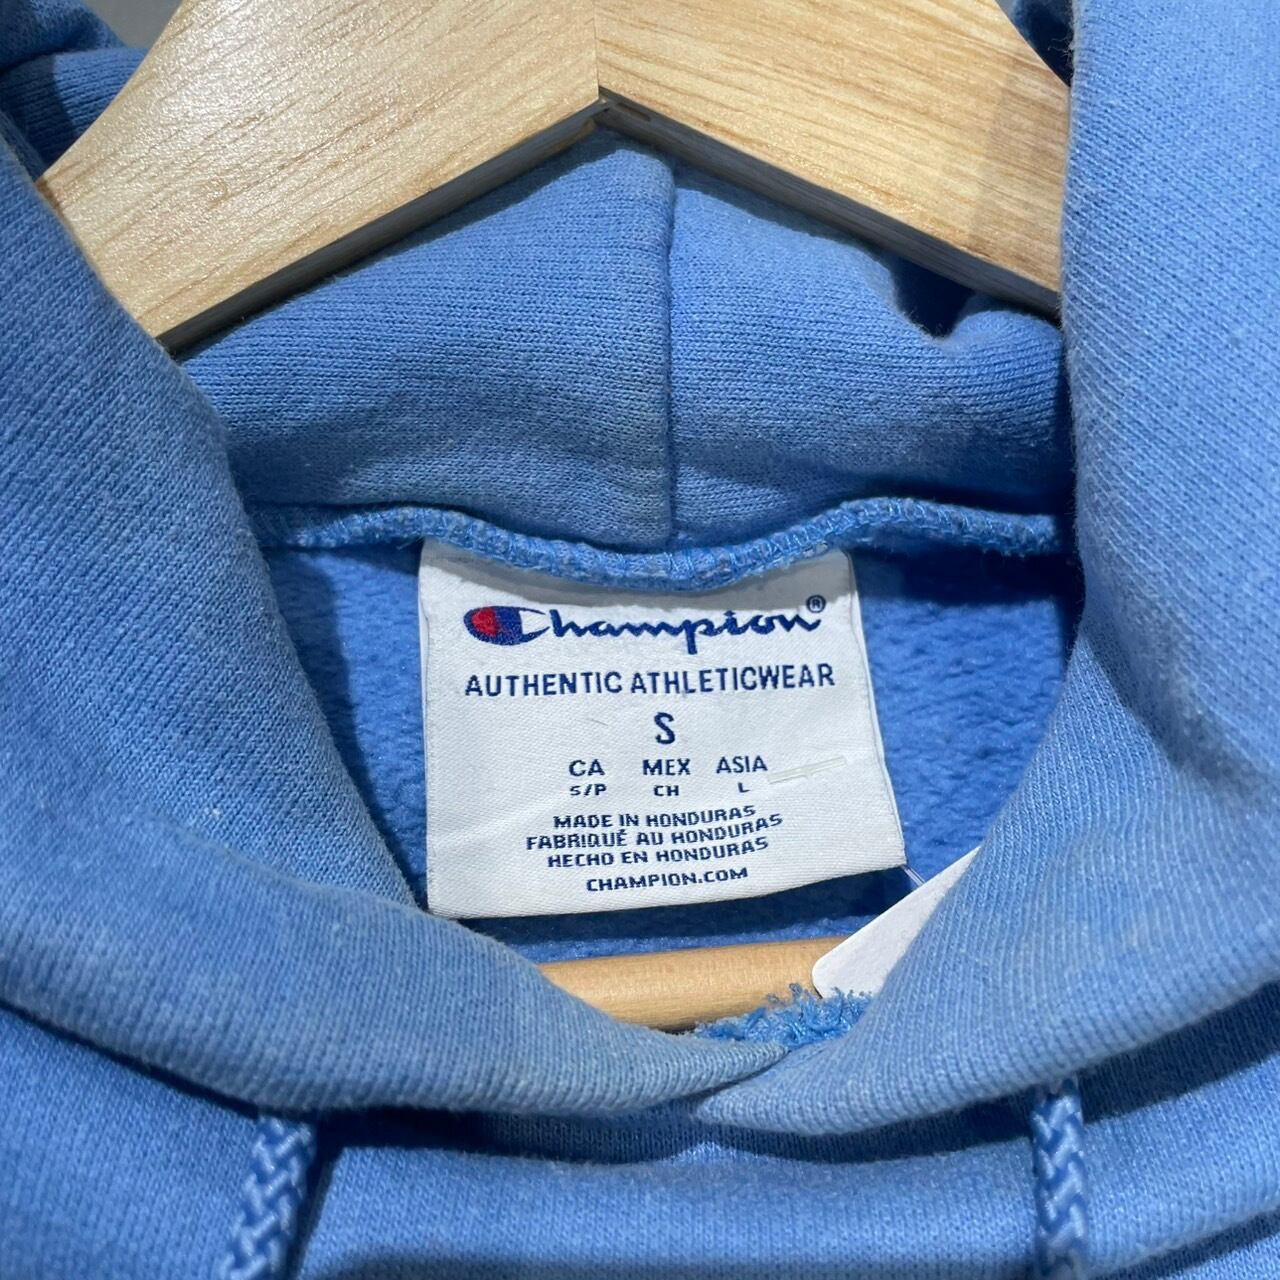 Champion®
AUTHENTIC ATHLETICWEAR
S
CA MEX ASIA
S/P CH L
MADE IN HONDURAS
FABRIQUÉ AU HONDURAS
HECHO EN HONDURAS
CHAMPION.COM